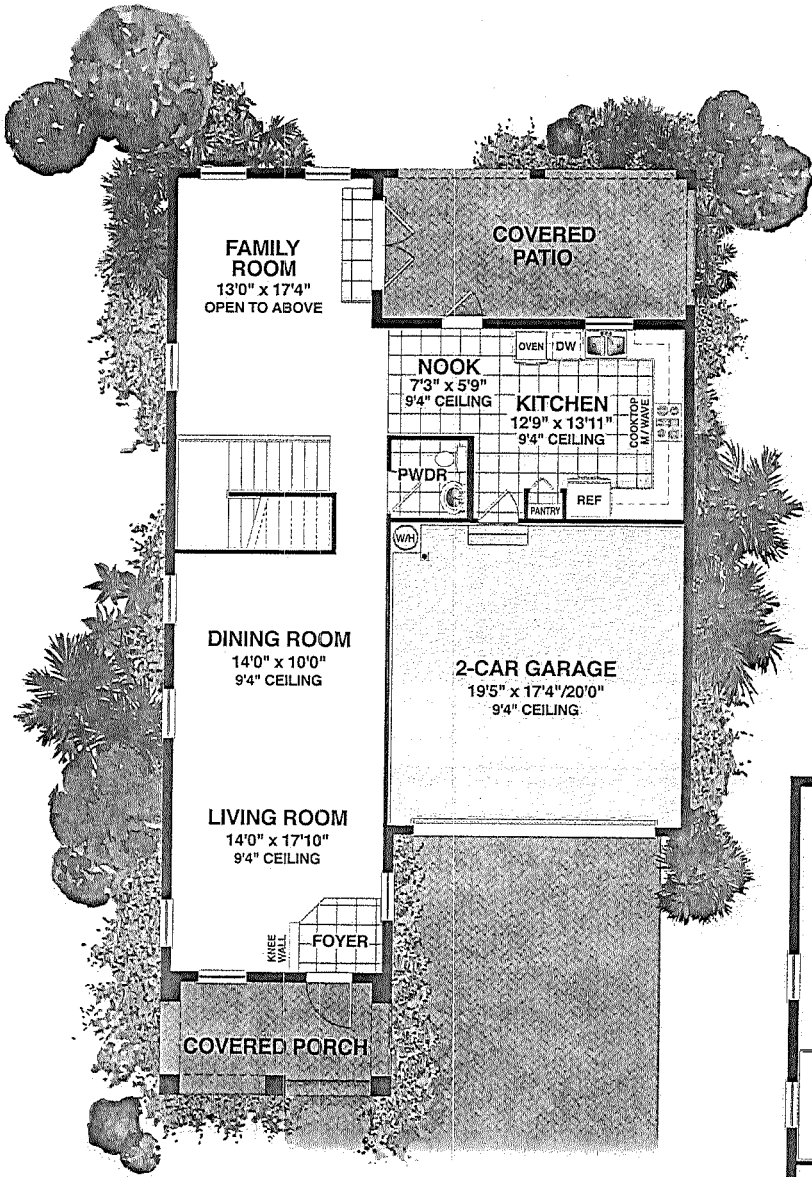 FAMILY
ROOM
13'0" x 17'4"
OPEN TO ABOVE
COVERED
PATIO
NOOK
7'3" x 5'9"
9'4" CEILING
OVEN
DW
KITCHEN
12'9" x 13'11"
9'4" CEILING
COOKTOP
M/WAVE
PWDR
PANTRY
REF
W/H
DINING ROOM
14'0" x 10'0"
9'4" CEILING
2-CAR GARAGE
19'5" x 17'4"/20'0"
9'4" CEILING
LIVING ROOM
14'0" x 17'10"
9'4" CEILING
KNEE
WALL
FOYER
COVERED PORCH